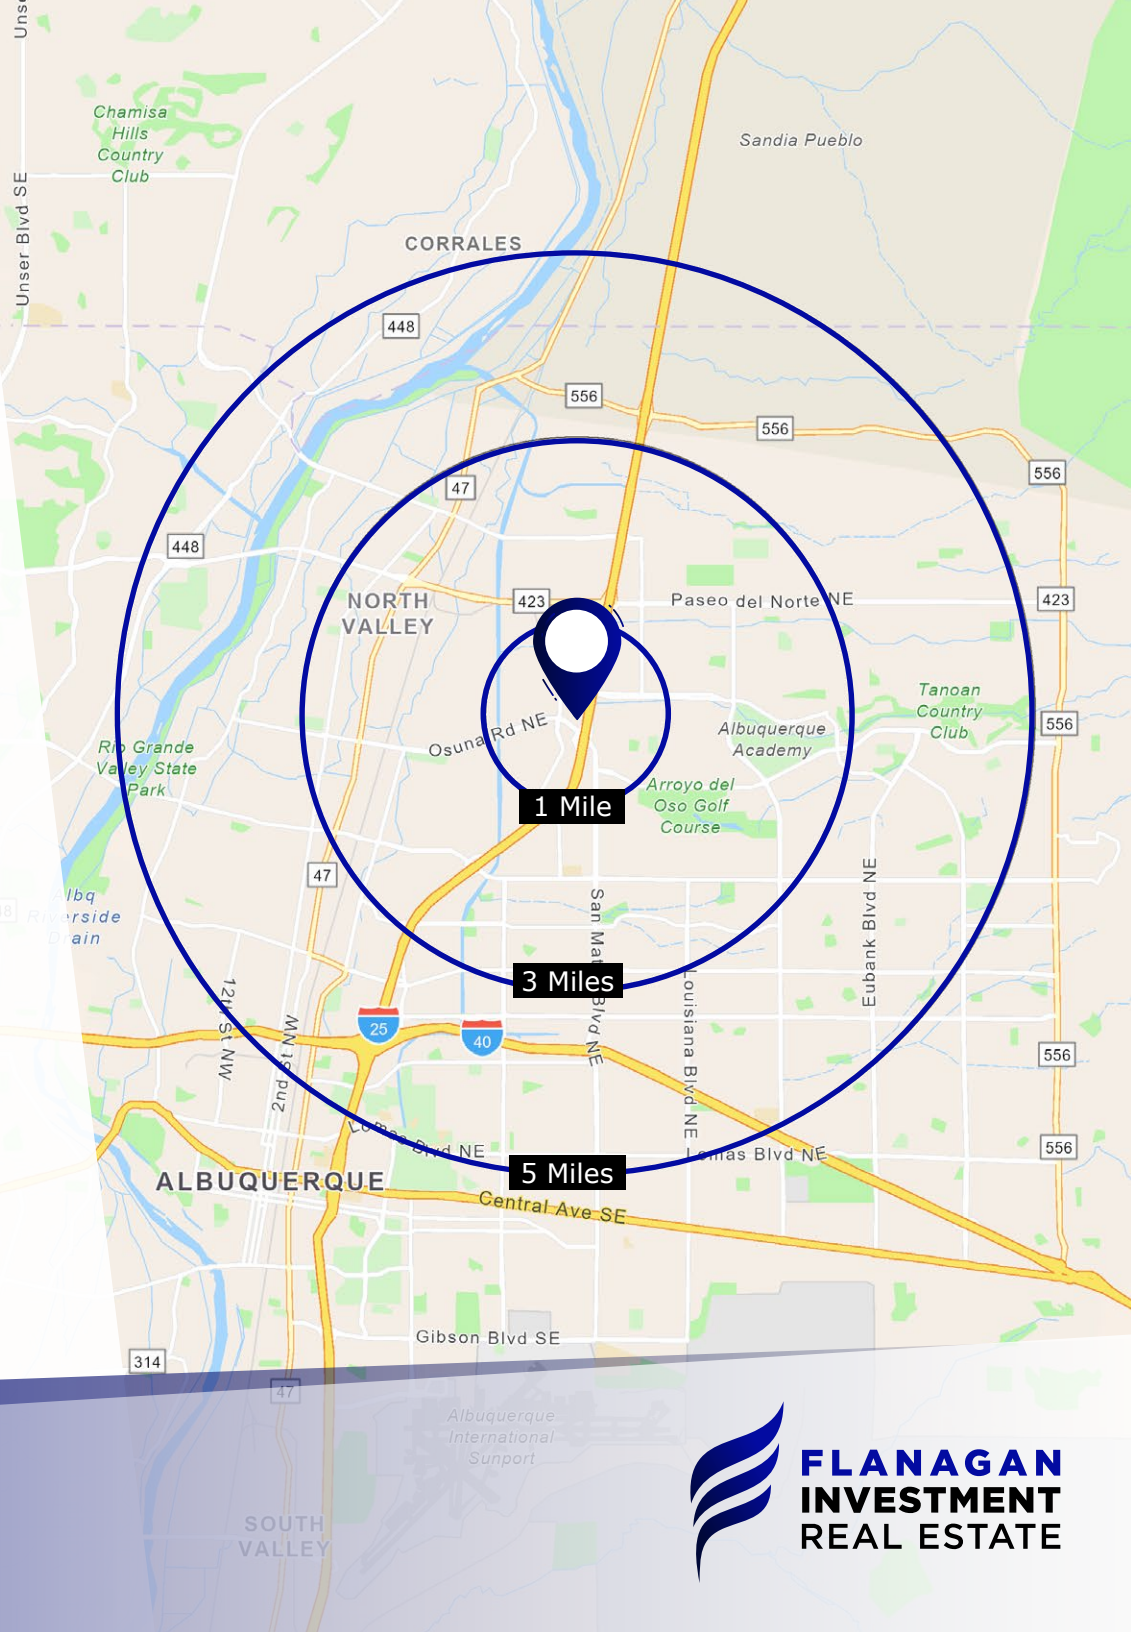 Unser Blvd SE
Chamisa
Hills
Country
Club
Sandia Pueblo
CORRALES
448
556
556
556
47
448
NORTH
VALLEY
423
Paseo del Norte NE
423
Tanoan
Country
Club
556
Osuna Rd NE
Albuquerque
Academy
Rio Grande
Valley State
Park
Arroyo del
Oso Golf
Course
1 Mile
47
Albq
Riverside
Drain
San Mat
Blvd NE
Eubank Blvd NE
3 Miles
Louisiana Blvd NE
12th St NW
2nd St NW
25
40
556
Lomas Blvd NE
Lomas Blvd NE
556
5 Miles
ALBUQUERQUE
Central Ave SE
Gibson Blvd SE
314
47
Albuquerque
International
Sunport
SOUTH
VALLEY
FLANAGAN
INVESTMENT
REAL ESTATE